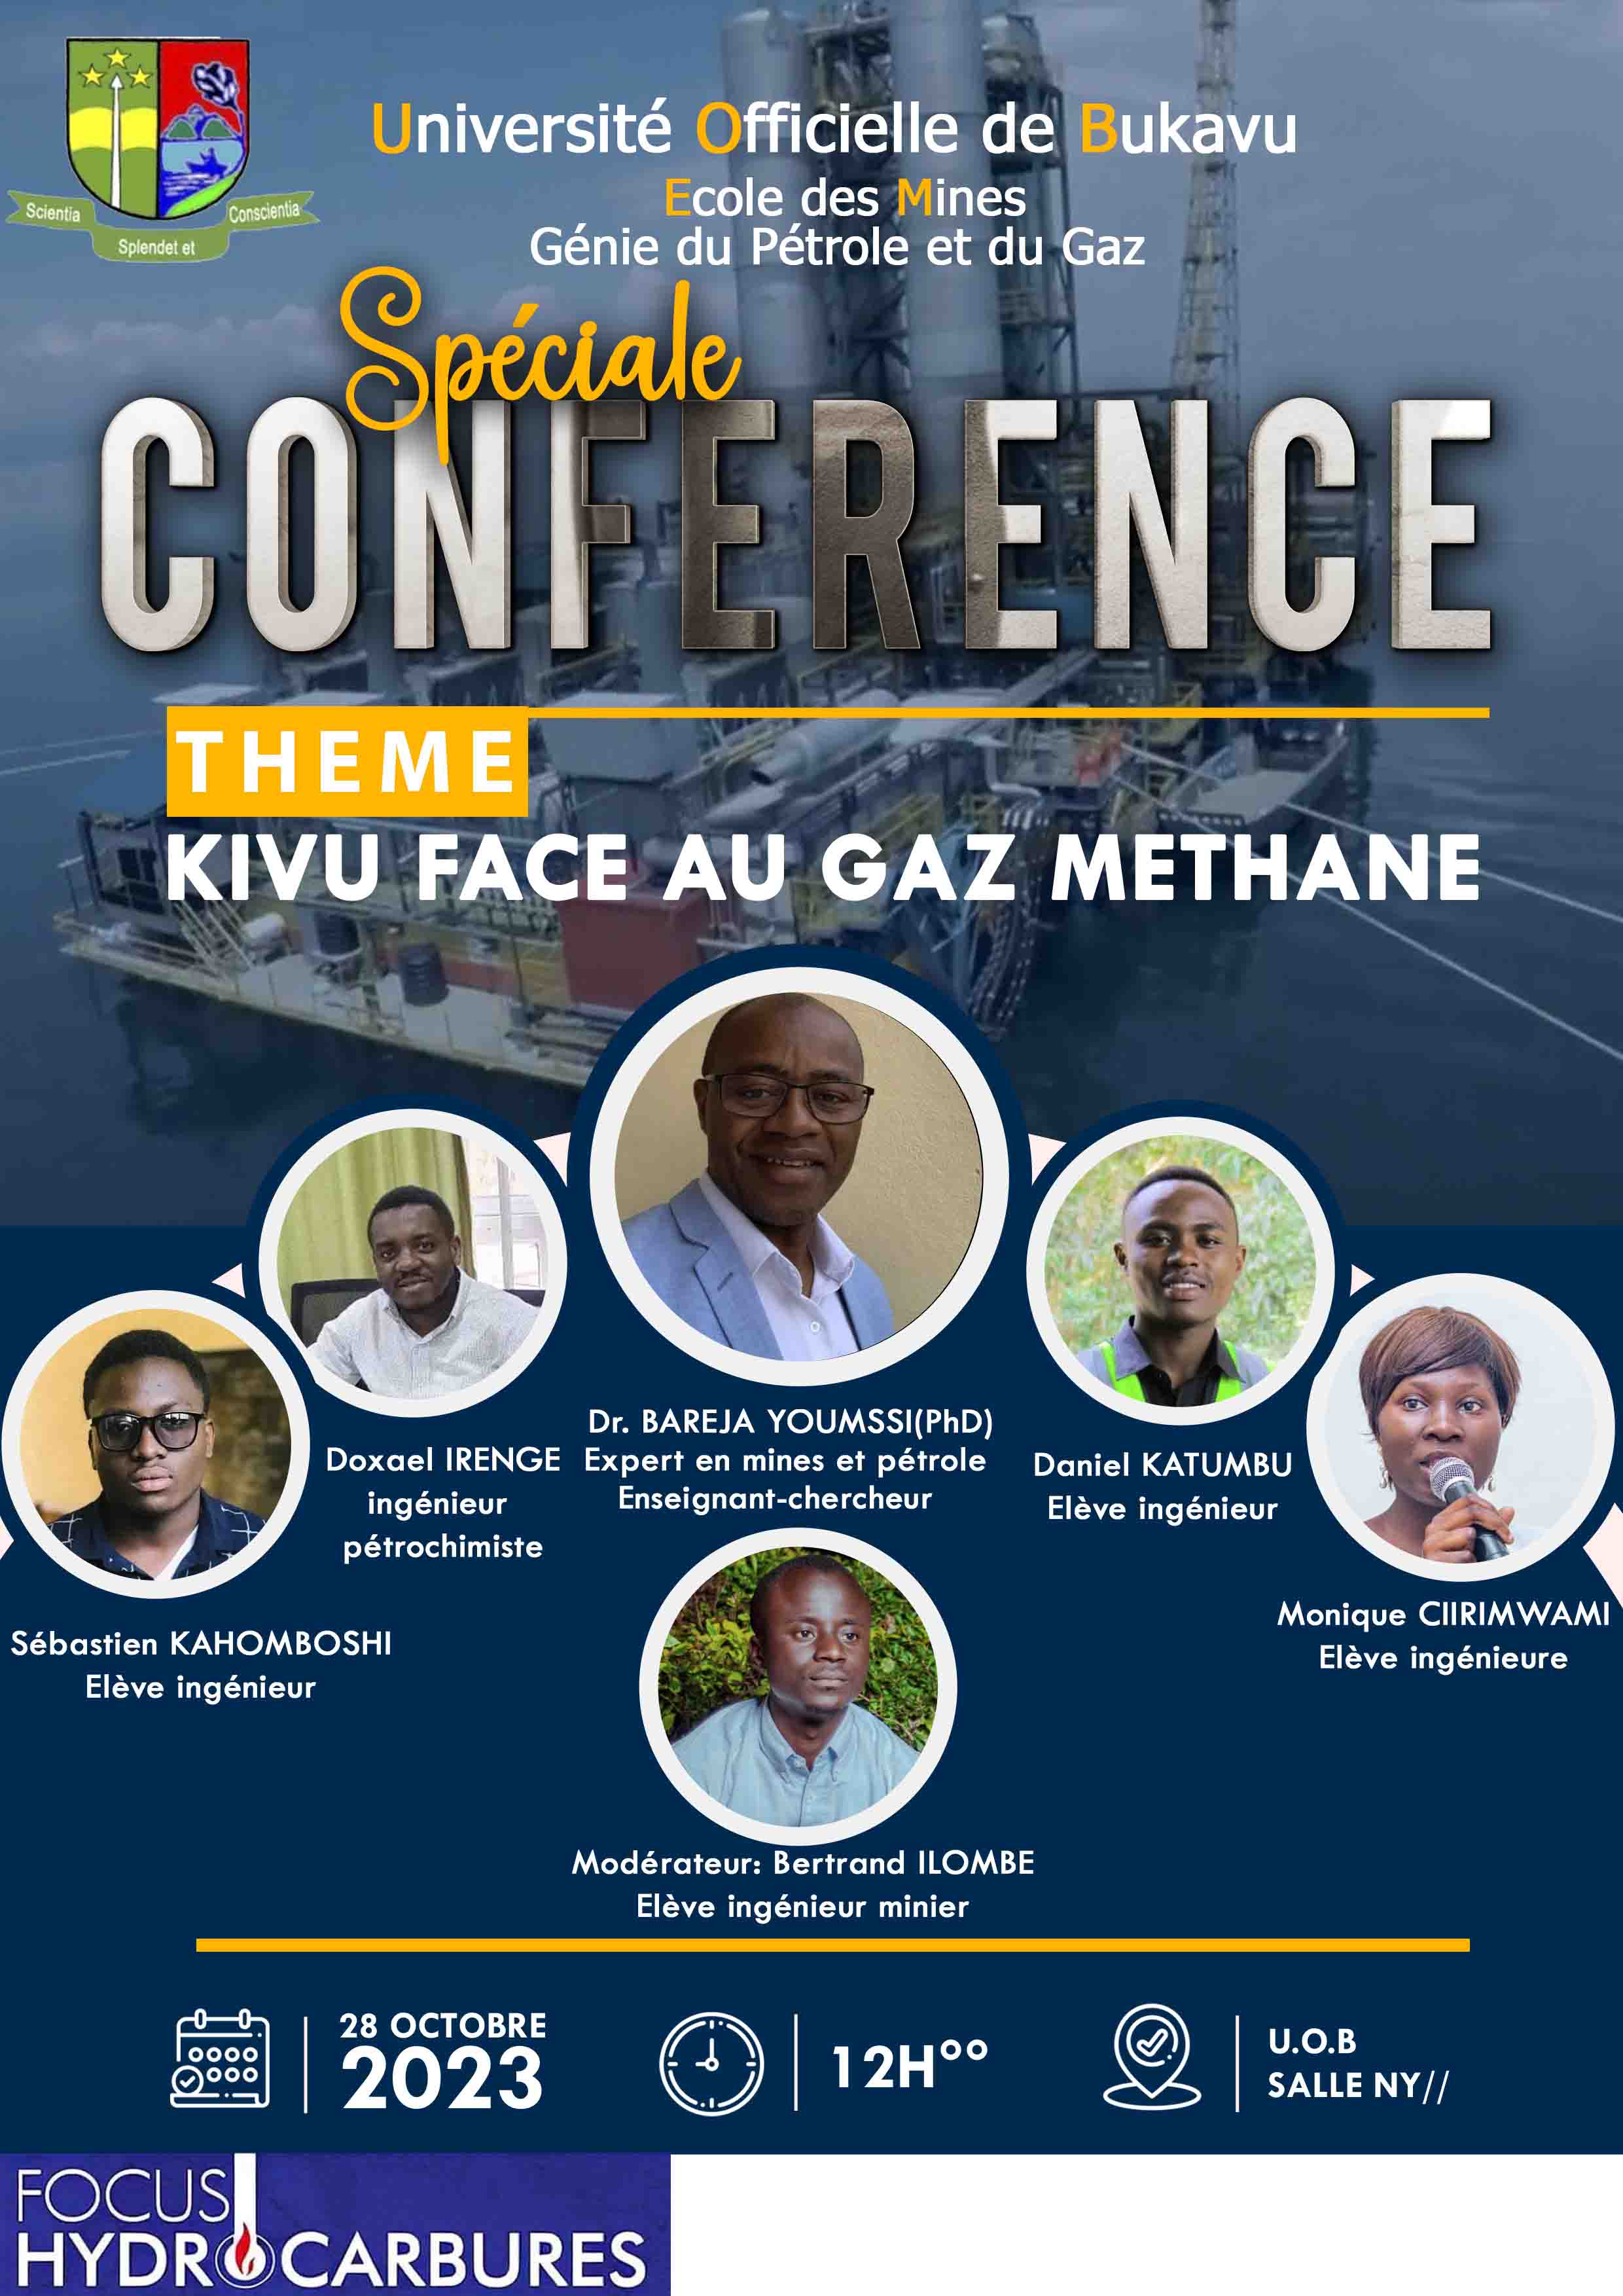 Scientia
Splendet et
Conscientia
Université Officielle de Bukavu
Ecole des Mines
Génie du Pétrole et du Gaz
Spéciale
CONFERENCE
THEME
KIVU FACE AU GAZ METHANE
Dr. BAREJA YOUMSSI(PhD)
Expert en mines et pétrole
Enseignant-chercheur
Doxael IRENGE
ingénieur
pétrochimiste
Daniel KATUMBU
Elève ingénieur
Sébastien KAHOMBOSHI
Elève ingénieur
Monique CIIRIMWAMI
Elève ingénieure
Modérateur: Bertrand ILOMBE
Elève ingénieur minier
28 OCTOBRE
2023
12H°°
U.O.B
SALLE NY//
FOCUS
HYDROCARBURES